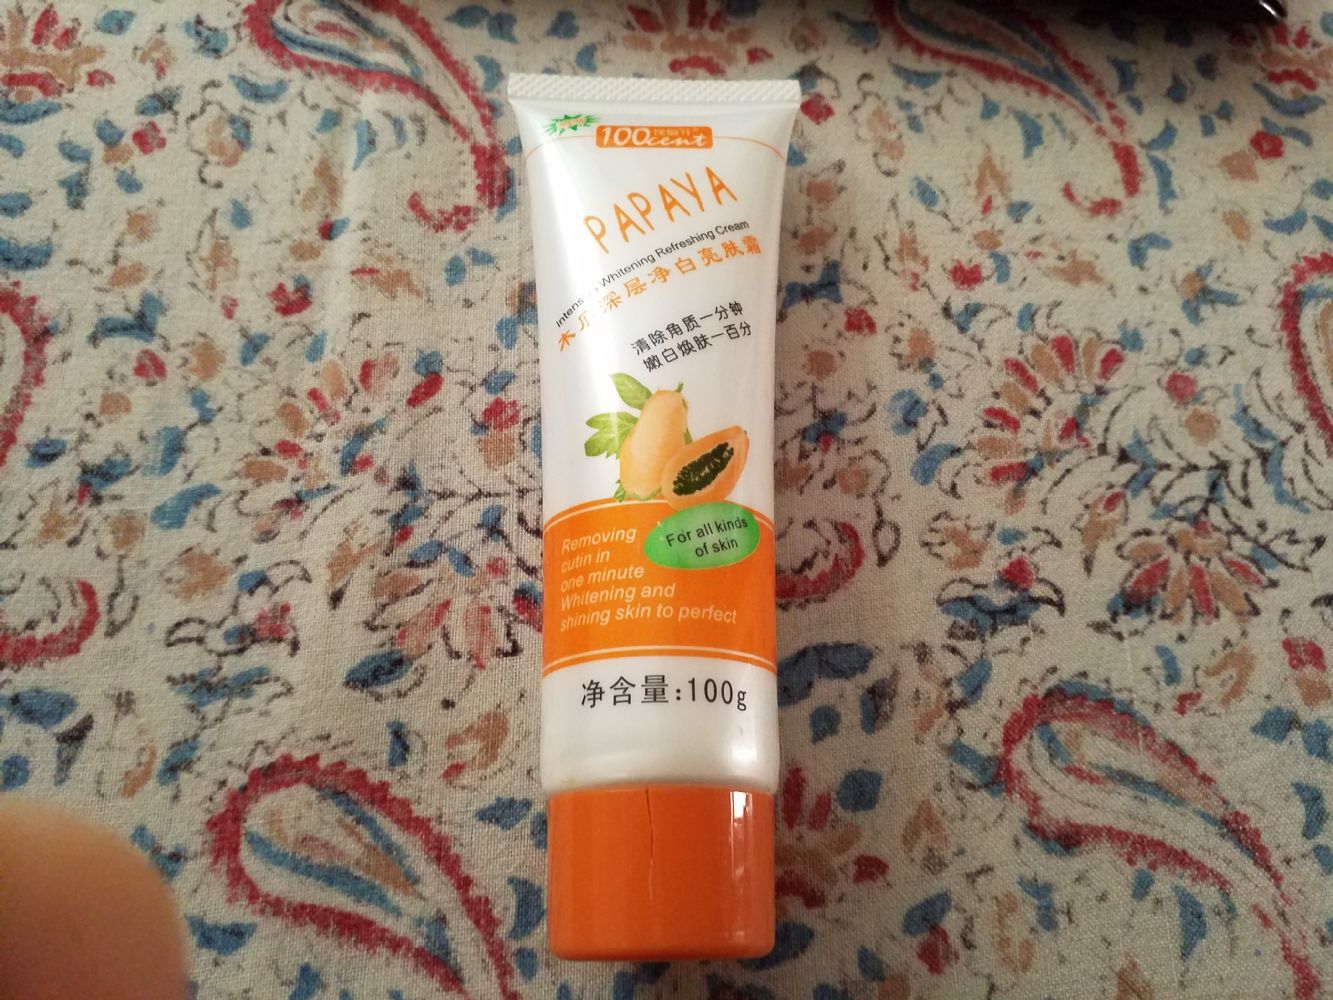 100cent
PAPAYA
Whitening Refreshing Cream
木瓜深层净白亮肤霜
清除角质一分钟
嫩白焕肤一百分
For all kinds
of skin
Removing
cutin in
one minute
Whitening and
shining skin to perfect
净含量:100g